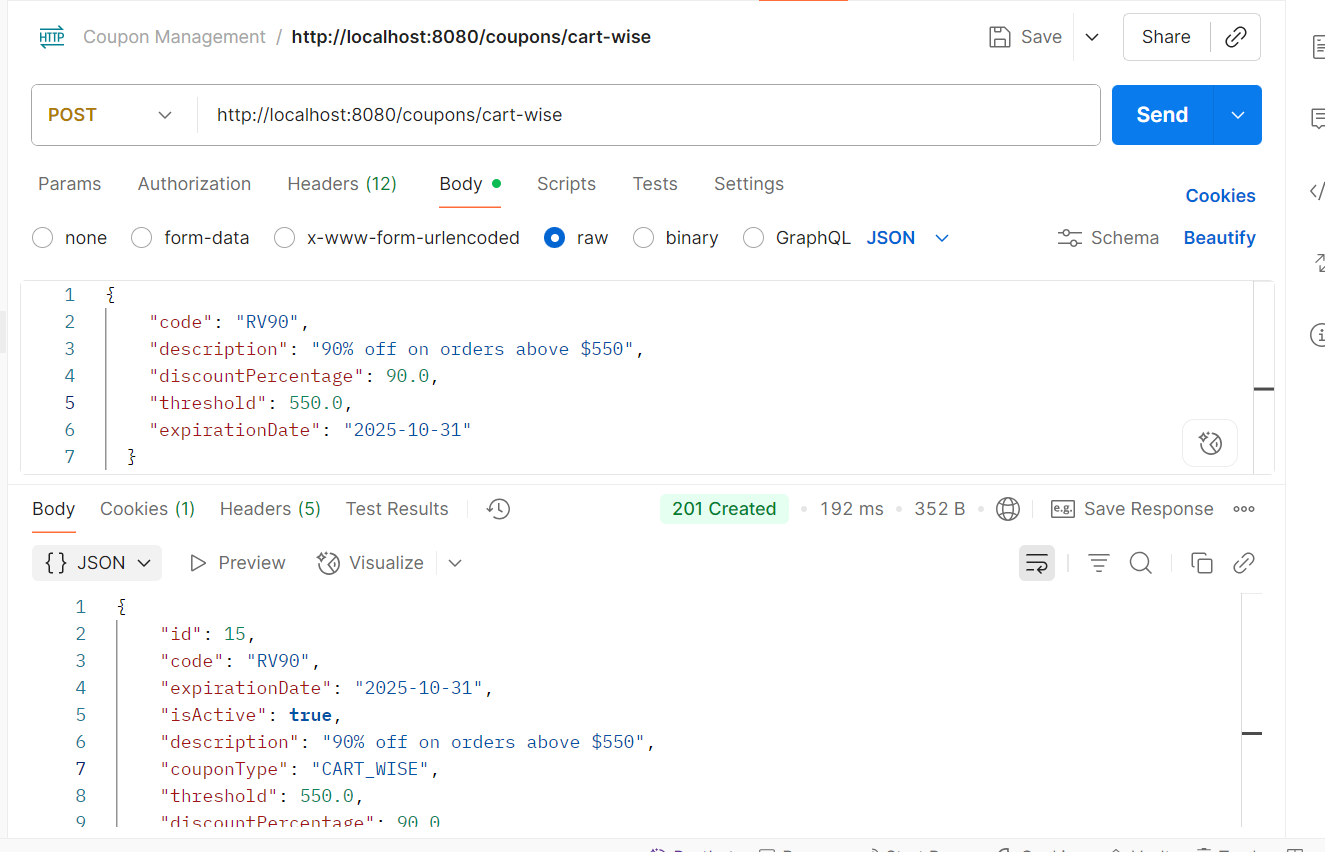 HTTP Coupon Management / http://localhost:8080/coupons/cart-wise Save Share
POST http://localhost:8080/coupons/cart-wise Send
Params Authorization Headers (12) Body Scripts Tests Settings Cookies
none form-data x-www-form-urlencoded raw binary GraphQL JSON Schema Beautify
1 {
2 "code": "RV90",
3 "description": "90% off on orders above $550",
4 "discountPercentage": 90.0,
5 "threshold": 550.0,
6 "expirationDate": "2025-10-31"
7 }
Body Cookies (1) Headers (5) Test Results 201 Created 192 ms 352 B e.g. Save Response
{} JSON Preview Visualize
1 {
2 "id": 15,
3 "code": "RV90",
4 "expirationDate": "2025-10-31",
5 "isActive": true,
6 "description": "90% off on orders above $550",
7 "couponType": "CART_WISE",
8 "threshold": 550.0,
9 "discountPercentage": 90.0